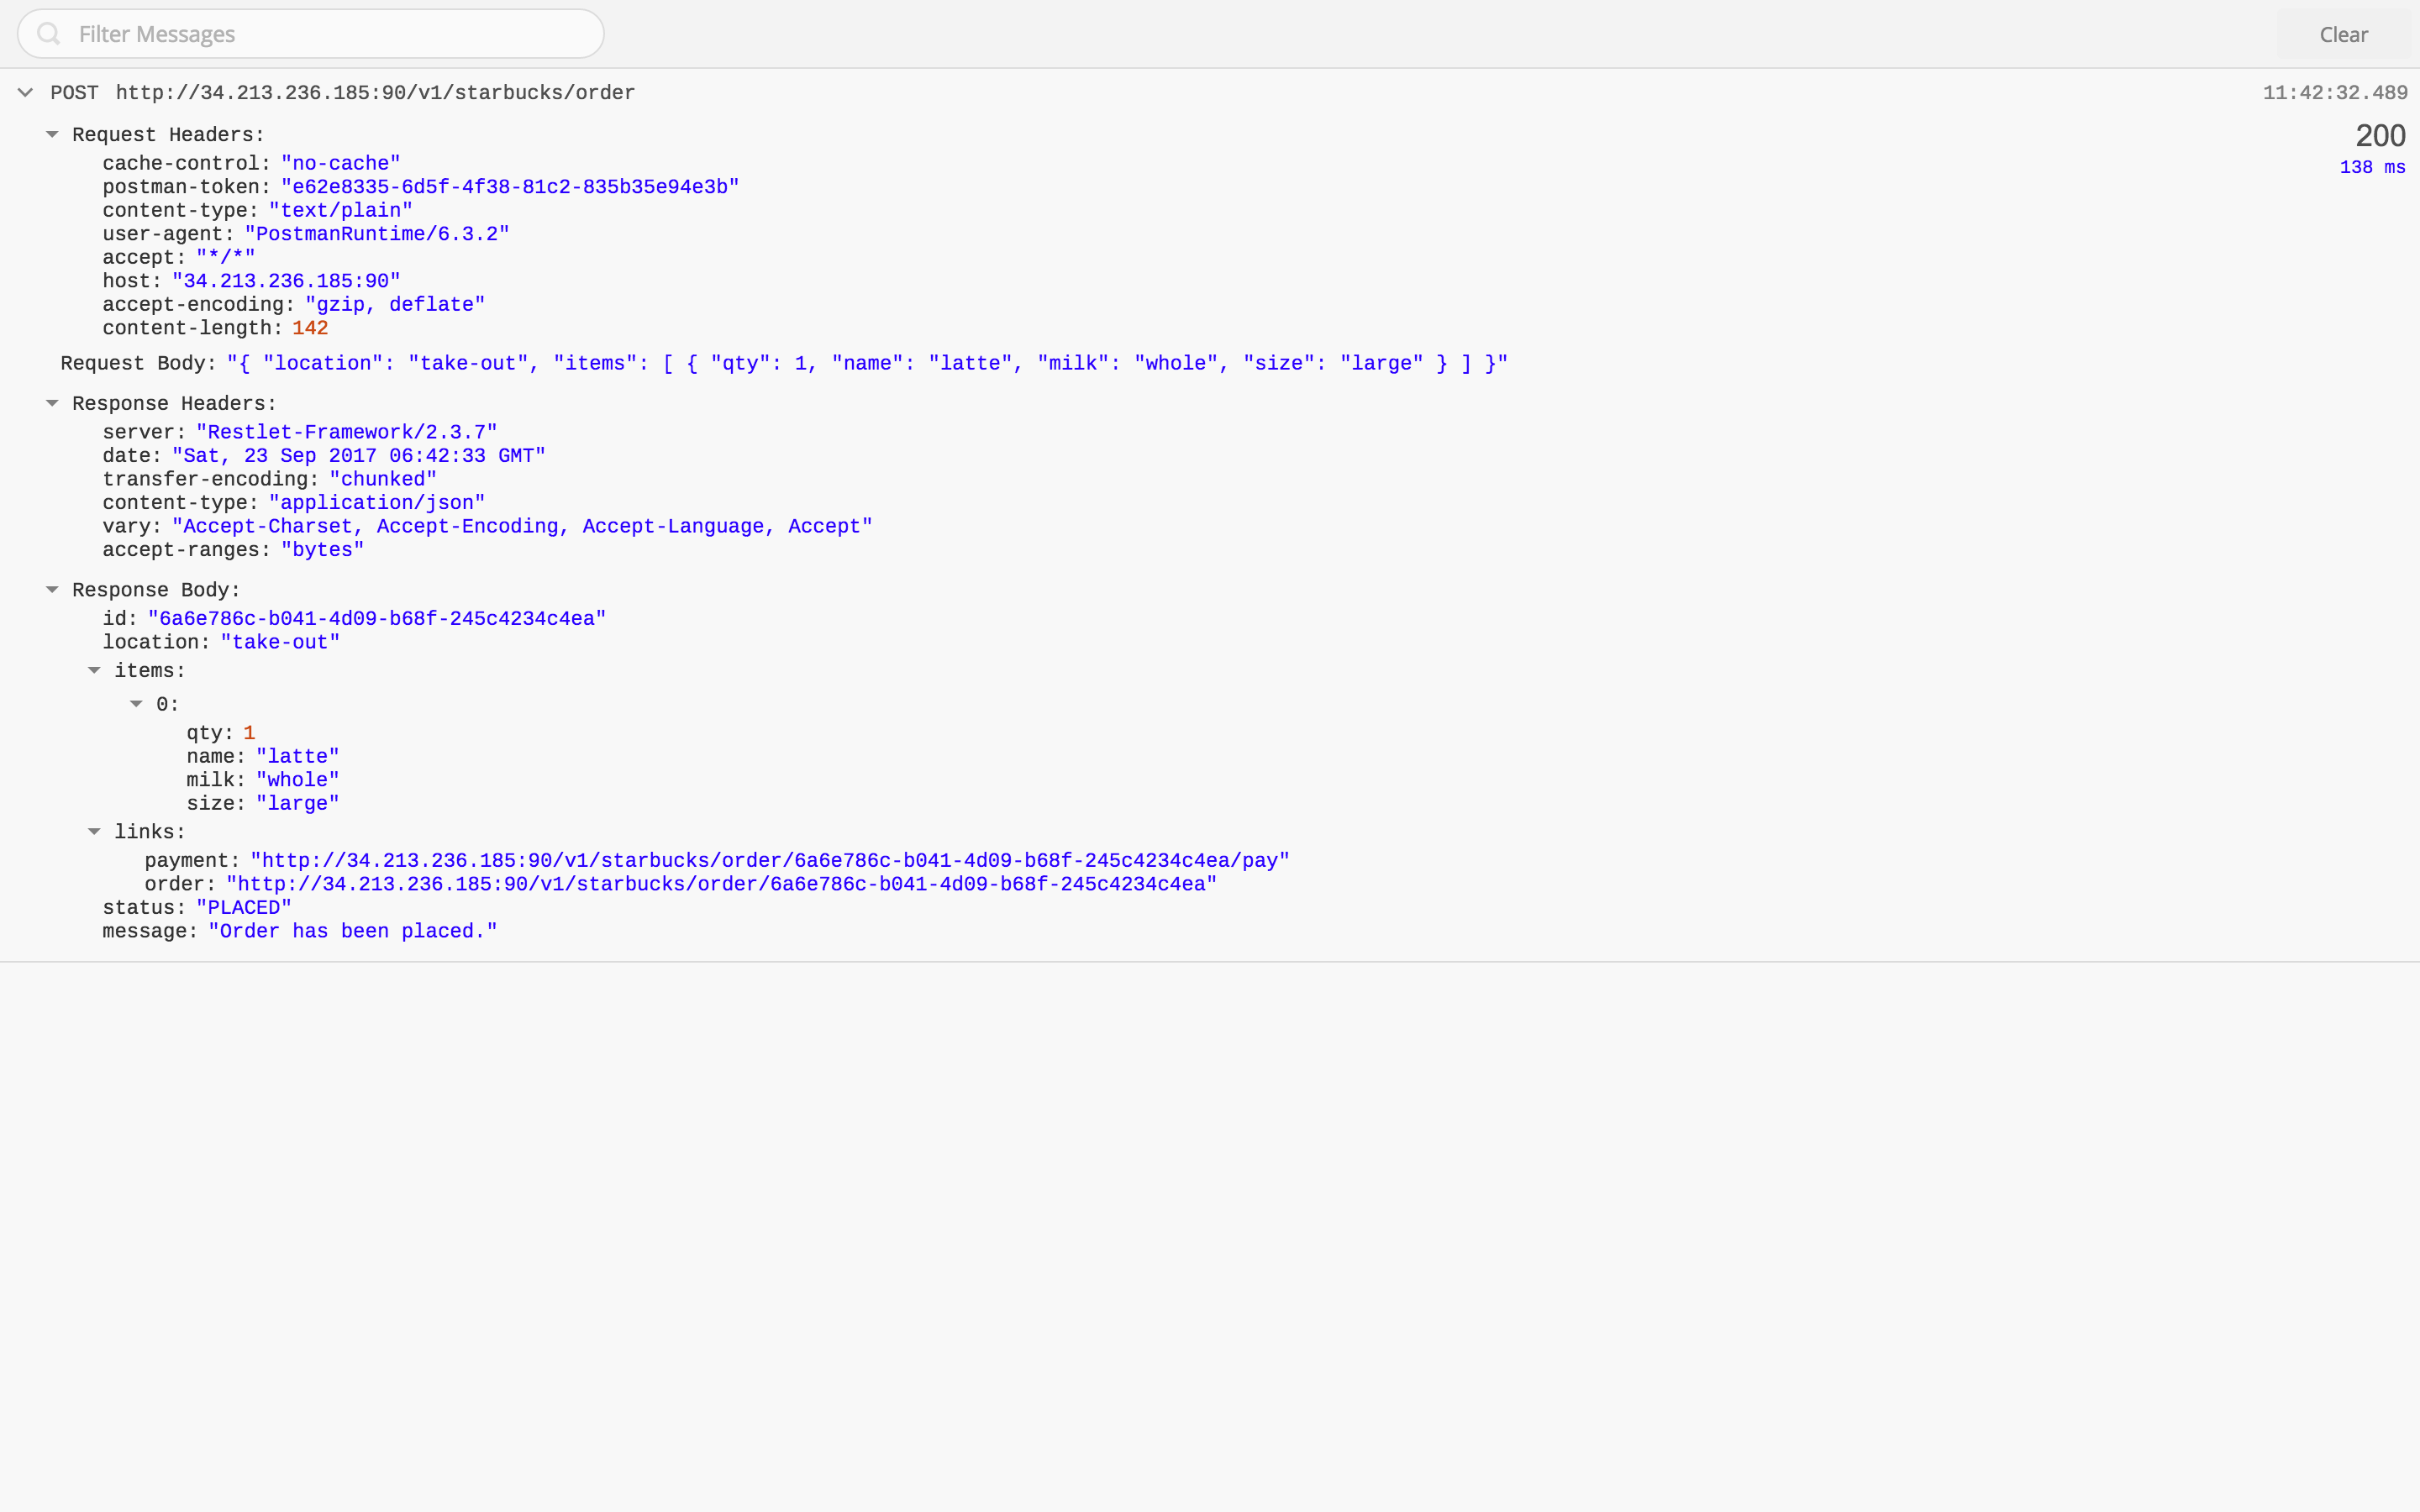 Filter Messages
Clear
POST http://34.213.236.185:90/v1/starbucks/order
11:42:32.489
Request Headers:
200
cache-control: "no-cache"
138 ms
postman-token: "e62e8335-6d5f-4f38-81c2-835b35e94e3b"
content-type: "text/plain"
user-agent: "PostmanRuntime/6.3.2"
accept: "*/*"
host: "34.213.236.185:90"
accept-encoding: "gzip, deflate"
content-length: 142
Request Body: "{ "location": "take-out", "items": [ { "qty": 1, "name": "latte", "milk": "whole", "size": "large" } ] }"
Response Headers:
server: "Restlet-Framework/2.3.7"
date: "Sat, 23 Sep 2017 06:42:33 GMT"
transfer-encoding: "chunked"
content-type: "application/json"
vary: "Accept-Charset, Accept-Encoding, Accept-Language, Accept"
accept-ranges: "bytes"
Response Body:
id: "6a6e786c-b041-4d09-b68f-245c4234c4ea"
location: "take-out"
items:
0:
qty: 1
name: "latte"
milk: "whole"
size: "large"
links:
payment: "http://34.213.236.185:90/v1/starbucks/order/6a6e786c-b041-4d09-b68f-245c4234c4ea/pay"
order: "http://34.213.236.185:90/v1/starbucks/order/6a6e786c-b041-4d09-b68f-245c4234c4ea"
status: "PLACED"
message: "Order has been placed."